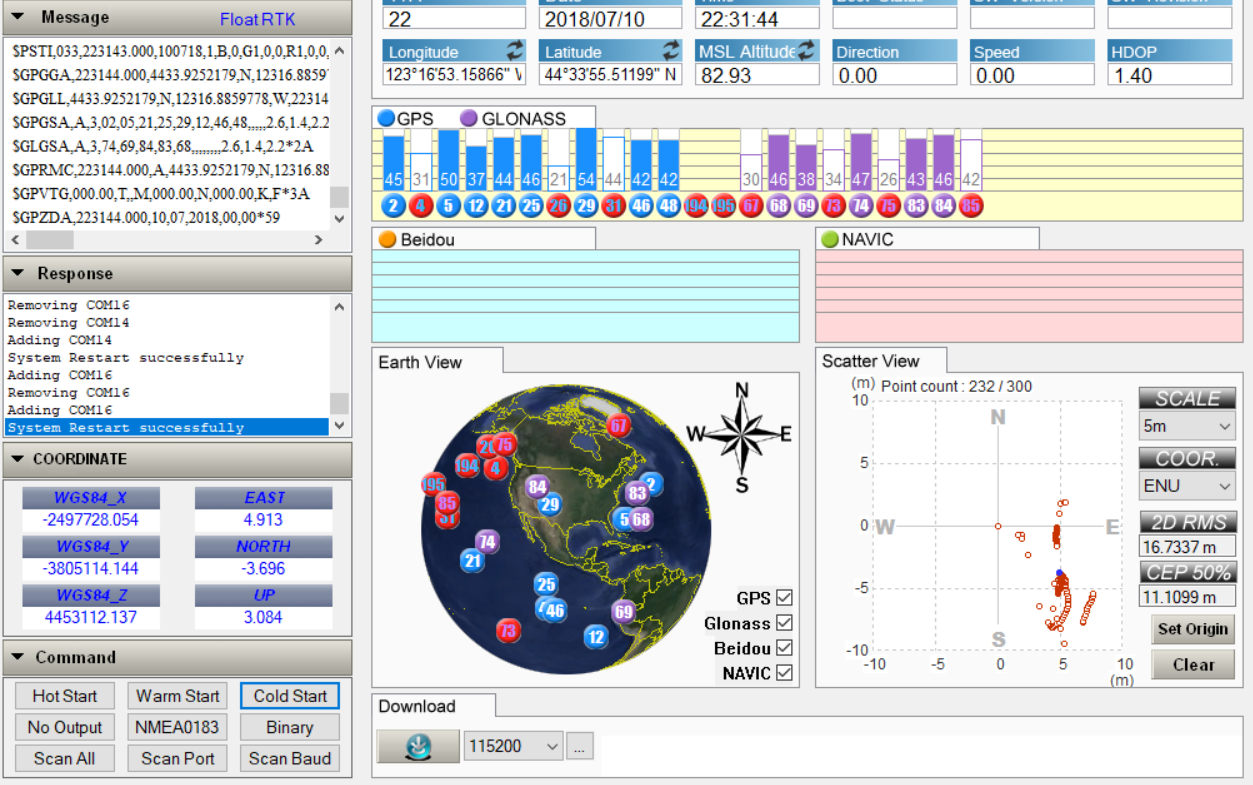 Message Float RTK
$PSTI,033,223143.000,100718,1,B,0,G1,0,0,R1,0,0,
$GPGGA,223144.000,4433.9252179,N,12316.8859
$GPGLL,4433.9252179,N,12316.8859778,W,22314
$GPGSA,A,3,02,05,21,25,29,12,46,48,,,,,2.6,1.4,2.2
$GLGSA,A,3,74,69,84,83,68,,,,,,,,2.6,1.4,2.2*2A
$GPRMC,223144.000,A,4433.9252179,N,12316.88
$GPVTG,000.00,T,,M,000.00,N,000.00,K,F*3A
$GPZDA,223144.000,10,07,2018,00,00*59
Response
Removing COM16
Removing COM14
Adding COM14
System Restart successfully
Adding COM16
Removing COM16
Adding COM16
System Restart successfully
COORDINATE
WGS84_X EAST
-2497728.054 4.913
WGS84_Y NORTH
-3805114.144 -3.696
WGS84_Z UP
4453112.137 3.084
Command
Hot Start Warm Start Cold Start
No Output NMEA0183 Binary
Scan All Scan Port Scan Baud
22 2018/07/10 22:31:44
Longitude Latitude MSL Altitude Direction Speed HDOP
123°16'53.15866" 44°33'55.51199" N 82.93 0.00 0.00 1.40
GPS GLONASS
45 31 50 37 44 46 21 54 44 42 42 30 46 38 34 47 26 43 46 42
2 4 5 12 21 25 26 29 31 46 48 194 195 67 68 69 73 74 75 83 84 85
Beidou NAVIC
Earth View
N
W E
S
67
75
194 4
195
85
84 29
83 2
5 68
74
21
25
46
69
73
12
GPS
Glonass
Beidou
NAVIC
Scatter View
(m) Point count : 232 / 300
10
5
0
-5
-10
N
W E
S
-10 -5 0 5 10
(m)
SCALE
5m
COOR.
ENU
2D RMS
16.7337 m
CEP 50%
11.1099 m
Set Origin
Clear
Download
115200 ...